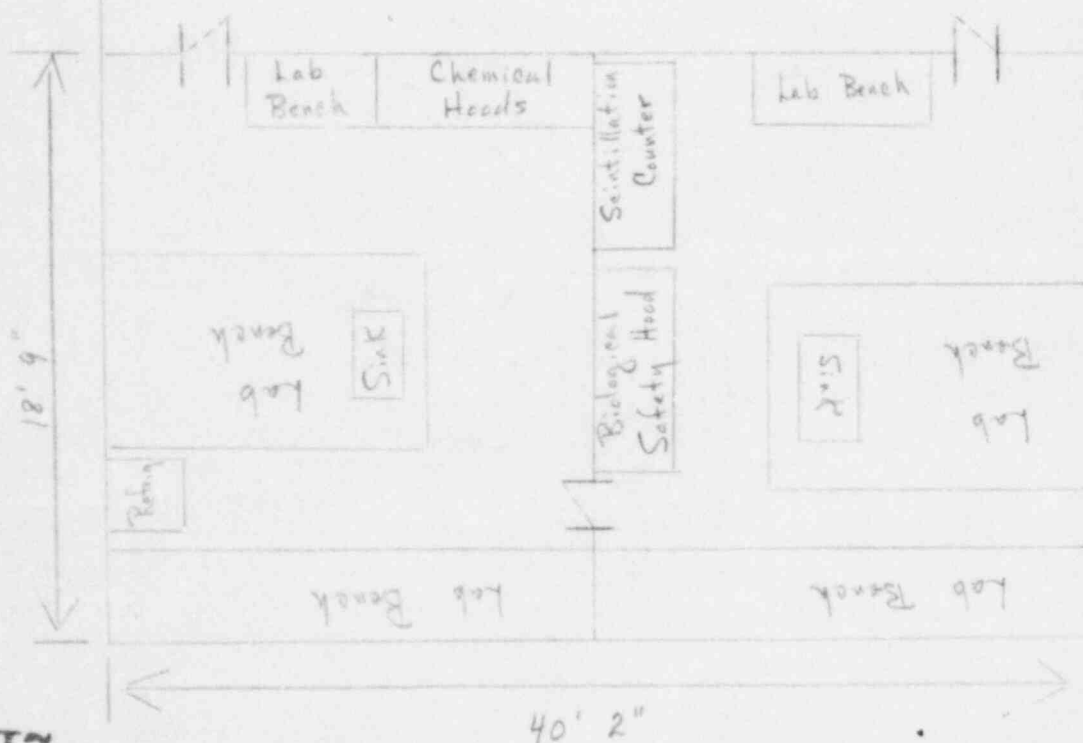 Lab
Bench
Chemical
Hoods
Scintillation
Counter
Lab Bench
18' 9"
Lab
Bench
Sink
Biological
Safety Hood
Sink
Lab
Bench
Refrig
Lab Bench
Lab Bench
40' 2"